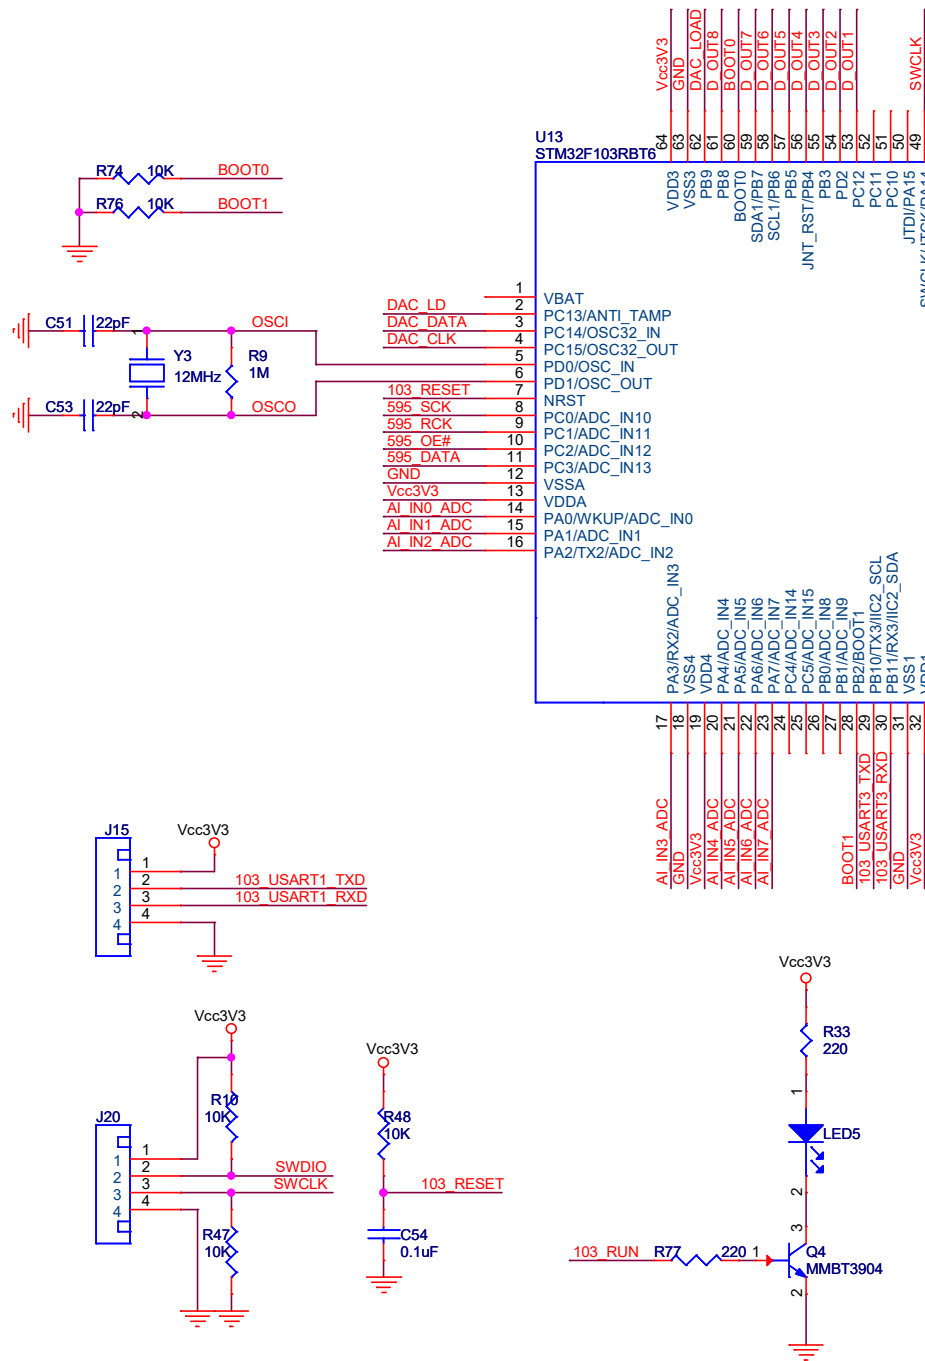 Vcc3V3
GND
DAC_LOAD
D_OUT8
BOOT0
D_OUT7
D_OUT6
D_OUT5
D_OUT4
D_OUT3
D_OUT2
D_OUT1
SWCLK
U13
STM32F103RBT6
64
63
62
61
60
59
58
57
56
55
54
53
52
51
50
49
VDD3
VSS3
PB9
PB8
BOOT0
SDA1/PB7
SCL1/PB6
PB5
JNT_RST/PB4
PB3
PD2
PC12
PC11
PC10
JTDI/PA15
R74 10K BOOT0
R76 10K BOOT1
1 VBAT
DAC_LD 2 PC13/ANTI_TAMP
DAC_DATA 3 PC14/OSC32_IN
DAC_CLK 4 PC15/OSC32_OUT
5 PD0/OSC_IN
6 PD1/OSC_OUT
103_RESET 7 NRST
595_SCK 8 PC0/ADC_IN10
595_RCK 9 PC1/ADC_IN11
595_OE# 10 PC2/ADC_IN12
595_DATA 11 PC3/ADC_IN13
GND 12 VSSA
Vcc3V3 13 VDDA
AI_IN0_ADC 14 PA0/WKUP/ADC_IN0
AI_IN1_ADC 15 PA1/ADC_IN1
AI_IN2_ADC 16 PA2/TX2/ADC_IN2
C51 22pF 1 OSCI
Y3
12MHz
R9
1M
C53 22pF 2 OSCO
PA3/RX2/ADC_IN3
VSS4
VDD4
PA4/ADC_IN4
PA5/ADC_IN5
PA6/ADC_IN6
PA7/ADC_IN7
PC4/ADC_IN14
PC5/ADC_IN15
PB0/ADC_IN8
PB1/ADC_IN9
PB2/BOOT1
PB10/TX3/IIC2_SCL
PB11/RX3/IIC2_SDA
VSS1
17
18
19
20
21
22
23
24
25
26
27
28
29
30
31
32
AI_IN3_ADC
GND
Vcc3V3
AI_IN4_ADC
AI_IN5_ADC
AI_IN6_ADC
AI_IN7_ADC
BOOT1
103_USART3_TXD
103_USART3_RXD
GND
Vcc3V3
J15
Vcc3V3
1 1
2 2 103_USART1_TXD
3 3 103_USART1_RXD
4 4
Vcc3V3
R10
10K
J20
1 1
2 2 SWDIO
3 3 SWCLK
4 4
R47
10K
Vcc3V3
R48
10K
103_RESET
C54
0.1uF
Vcc3V3
R33
220
1
LED5
2
3
103_RUN R77 220 1 Q4
MMBT3904
2